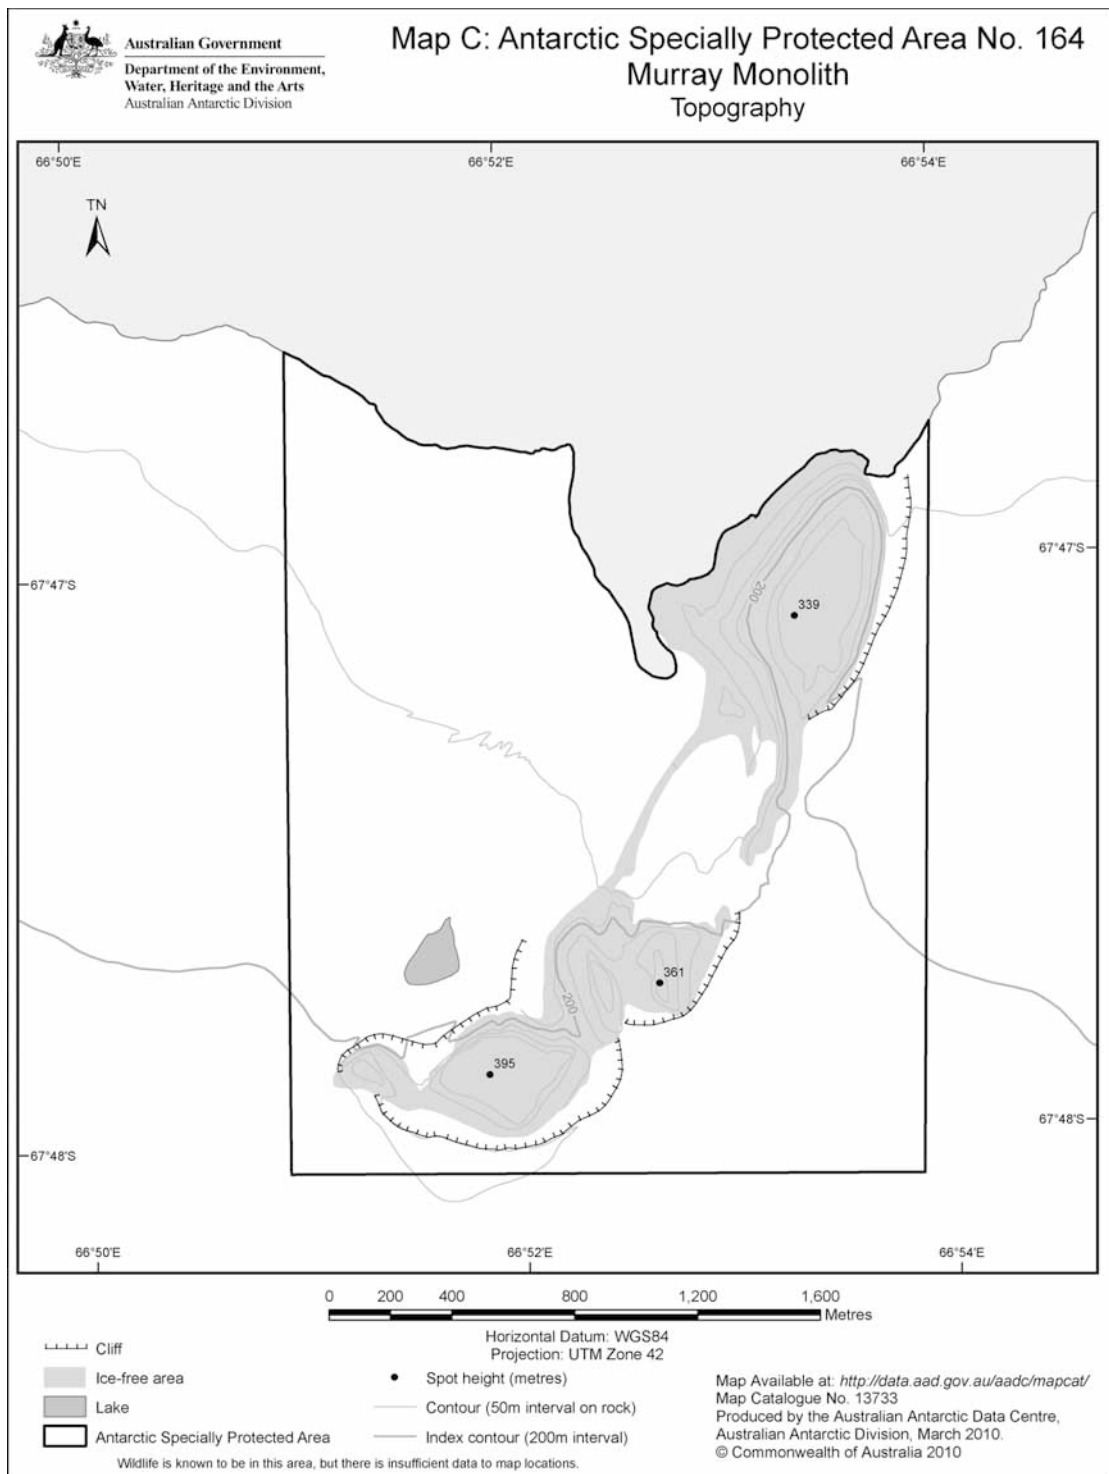 Australian Government
Department of the Environment,
Water, Heritage and the Arts
Australian Antarctic Division
Map C: Antarctic Specially Protected Area No. 164
Murray Monolith
Topography
66°50'E
66°52'E
66°54'E
TN
67°47'S
67°47'S
200
339
361
200
395
67°48'S
67°48'S
66°50'E
66°52'E
66°54'E
0 200 400 800 1,200 1,600
Metres
Horizontal Datum: WGS84
Projection: UTM Zone 42
Cliff
Ice-free area
Lake
Antarctic Specially Protected Area
Spot height (metres)
Contour (50m interval on rock)
Index contour (200m interval)
Map Available at: http://data.aad.gov.au/aadc/mapcat/
Map Catalogue No. 13733
Produced by the Australian Antarctic Data Centre,
Australian Antarctic Division, March 2010.
© Commonwealth of Australia 2010
Wildlife is known to be in this area, but there is insufficient data to map locations.